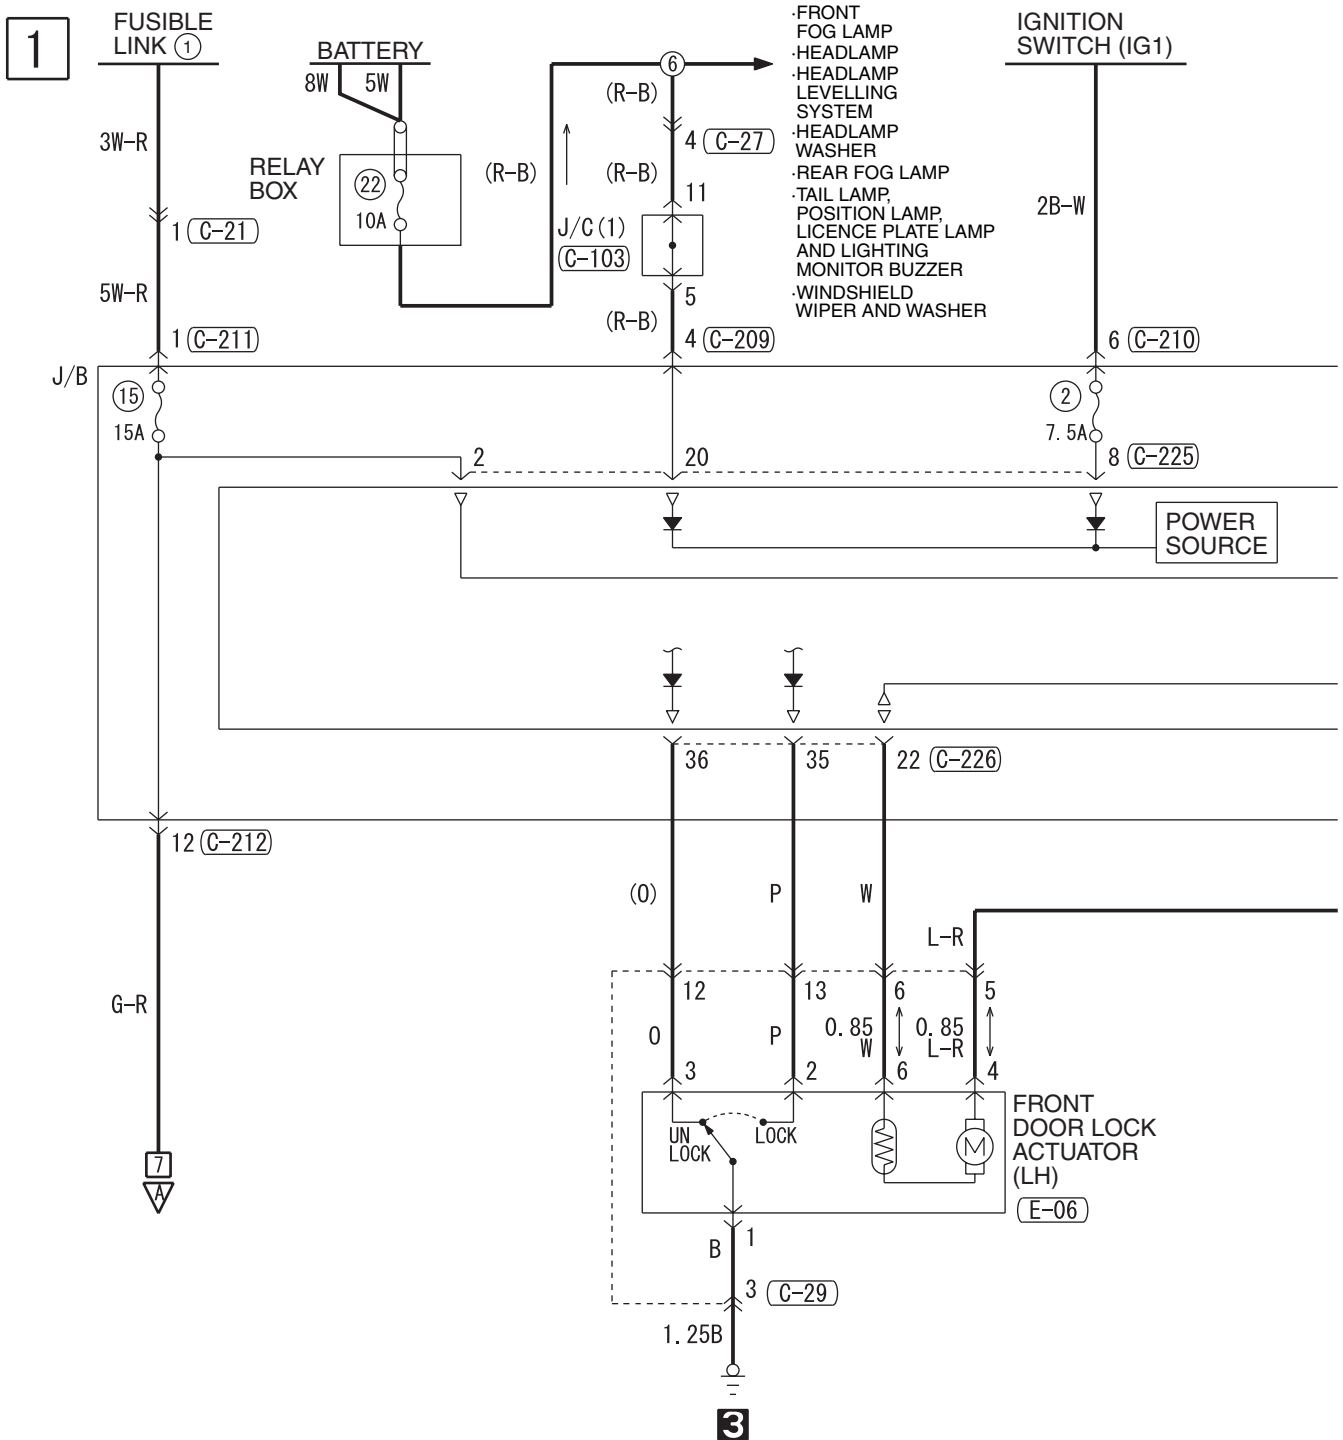 1
FUSIBLE
LINK ①
BATTERY
8W
5W
3W-R
RELAY
BOX
22
10A
(R-B)
6
(R-B)
4 C-27
(R-B)
11
J/C(1)
C-103
5
(R-B)
4 C-209
·FRONT
FOG LAMP
·HEADLAMP
·HEADLAMP
LEVELLING
SYSTEM
·HEADLAMP
WASHER
·REAR FOG LAMP
·TAIL LAMP,
POSITION LAMP,
LICENCE PLATE LAMP
AND LIGHTING
MONITOR BUZZER
·WINDSHIELD
WIPER AND WASHER
IGNITION
SWITCH (IG1)
2B-W
6 C-210
1 C-21
5W-R
1 C-211
J/B
15
15A
2
7.5A
2
20
8 C-225
POWER
SOURCE
36
35
22 C-226
12 C-212
(O)
P
W
L-R
G-R
12
13
6
5
O
P
0.85
W
0.85
L-R
3
2
6
4
UN
LOCK
LOCK
M
FRONT
DOOR LOCK
ACTUATOR
(LH)
E-06
7
A
1
B
3 C-29
1.25B
3